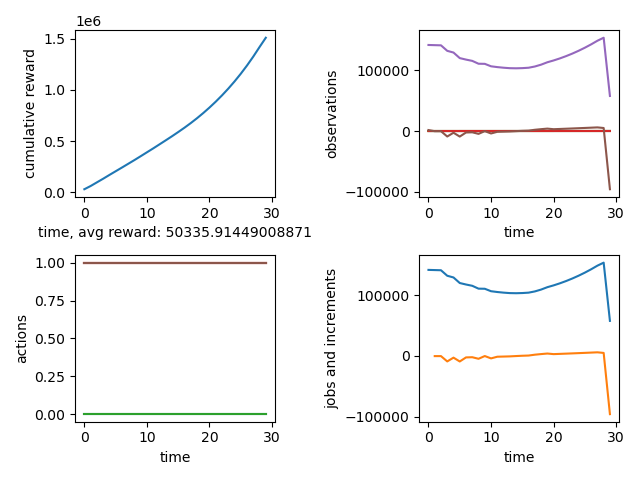 1e6
1.5
1.0
0.5
0.0
cumulative reward
0 10 20 30
time, avg reward: 50335.91449008871
100000
0
−100000
observations
0 10 20 30
time
1.00
0.75
0.50
0.25
0.00
actions
0 10 20 30
time
100000
0
−100000
jobs and increments
0 10 20 30
time